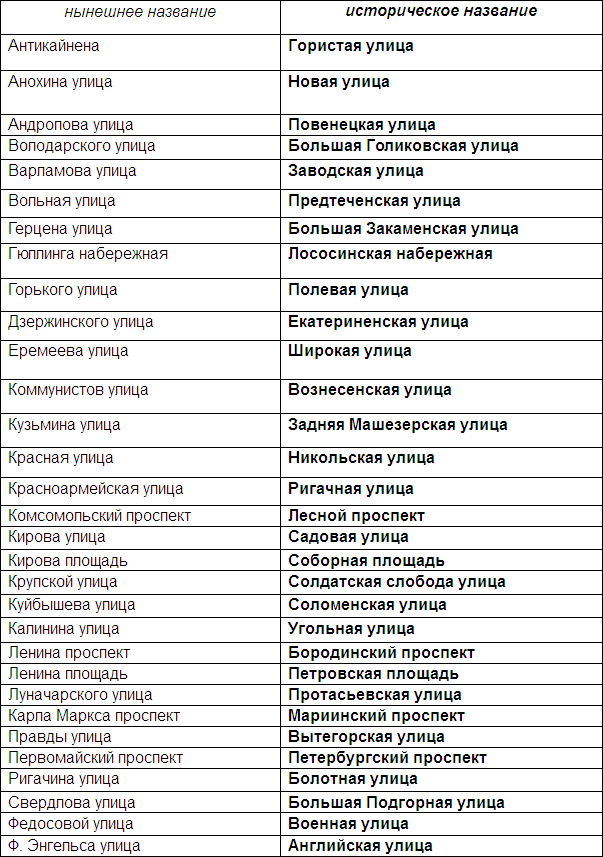 нынешнее название историческое название
Антикайнена Гористая улица
Анохина улица Новая улица
Андропова улица Повенецкая улица
Володарского улица Большая Голиковская улица
Варламова улица Заводская улица
Вольная улица Предтеченская улица
Герцена улица Большая Закаменская улица
Гюллинга набережная Лососинская набережная
Горького улица Полевая улица
Дзержинского улица Екатериненская улица
Еремеева улица Широкая улица
Коммунистов улица Вознесенская улица
Кузьмина улица Задняя Машезерская улица
Красная улица Никольская улица
Красноармейская улица Ригачная улица
Комсомольский проспект Лесной проспект
Кирова улица Садовая улица
Кирова площадь Соборная площадь
Крупской улица Солдатская слобода улица
Куйбышева улица Соломенская улица
Калинина улица Угольная улица
Ленина проспект Бородинский проспект
Ленина площадь Петровская площадь
Луначарского улица Протасьевская улица
Карла Маркса проспект Мариинский проспект
Правды улица Вытегорская улица
Первомайский проспект Петербургский проспект
Ригачина улица Болотная улица
Свердлова улица Большая Подгорная улица
Федосовой улица Военная улица
Ф. Энгельса улица Английская улица